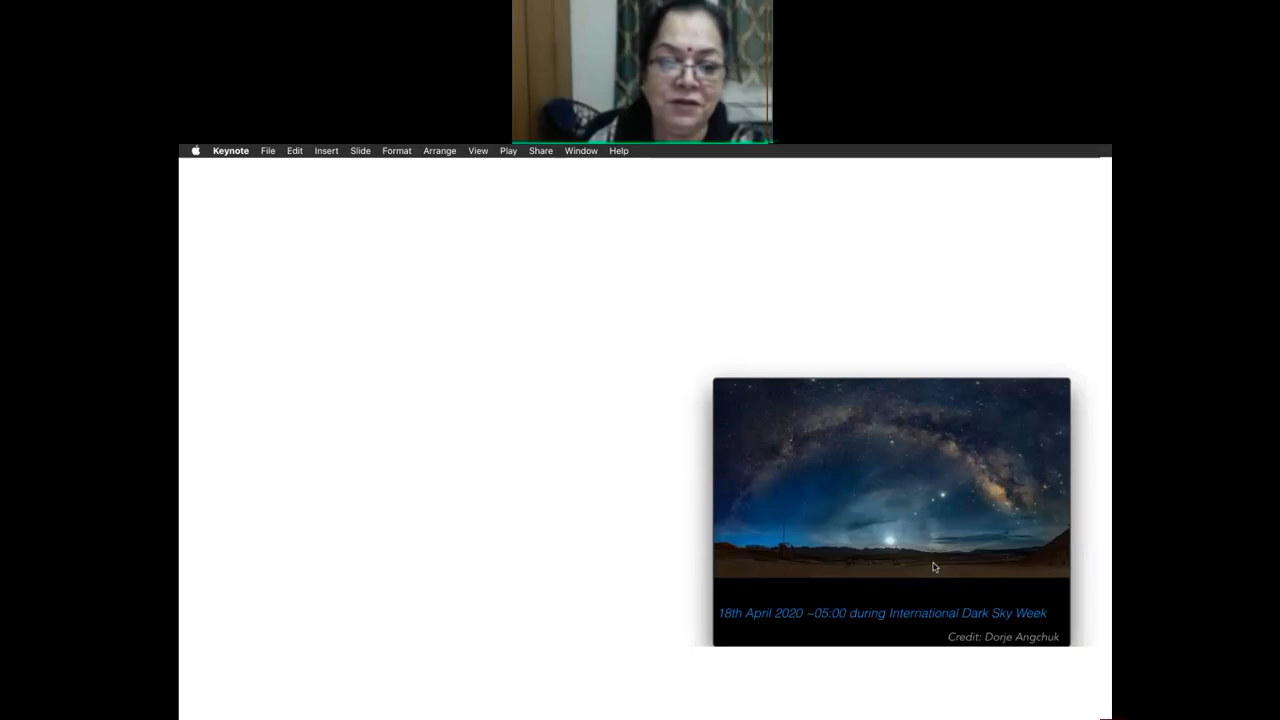 Keynote File Edit Insert Slide Format Arrange View Play Share Window Help
18th April 2020 ~05:00 during International Dark Sky Week
Credit: Dorje Angchuk